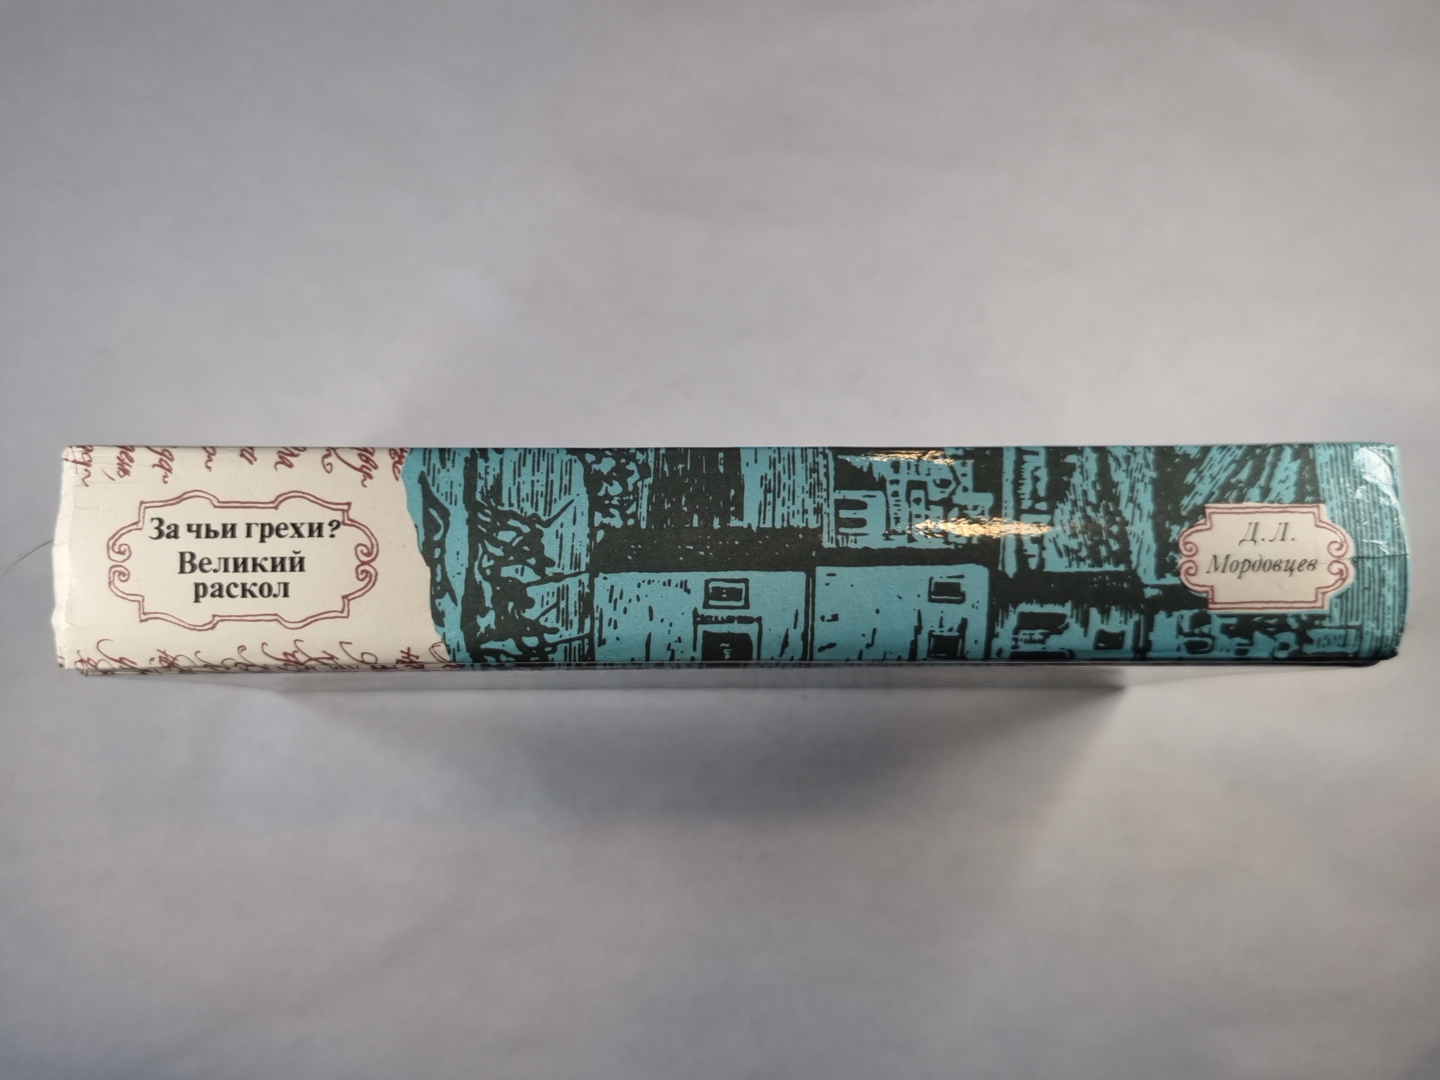 За чьи грехи?
Великий
раскол
Д. Л.
Мордовцев